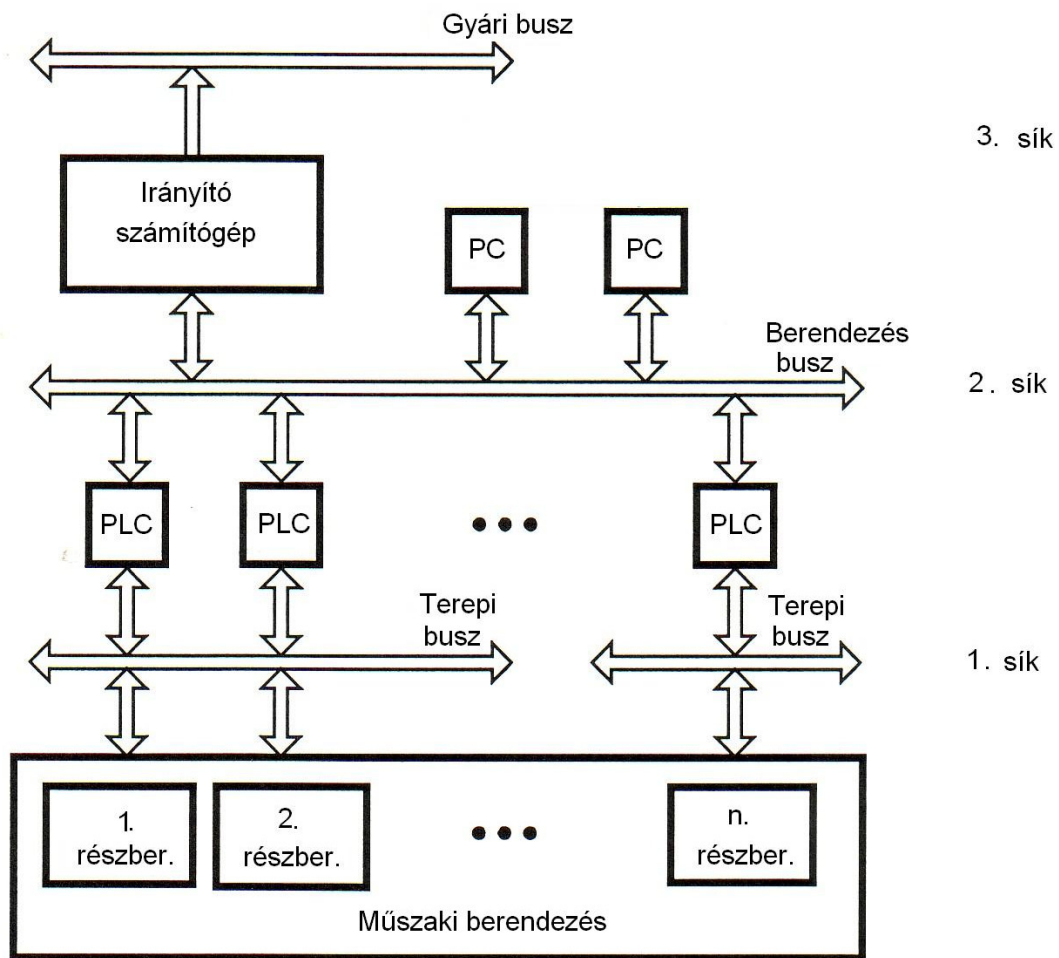 Gyári busz
3. sík
Irányító
számítógép
PC
PC
Berendezés
busz
2. sík
PLC
PLC
PLC
Terepi
busz
Terepi
busz
1. sík
1.
részber.
2.
részber.
n.
részber.
Műszaki berendezés